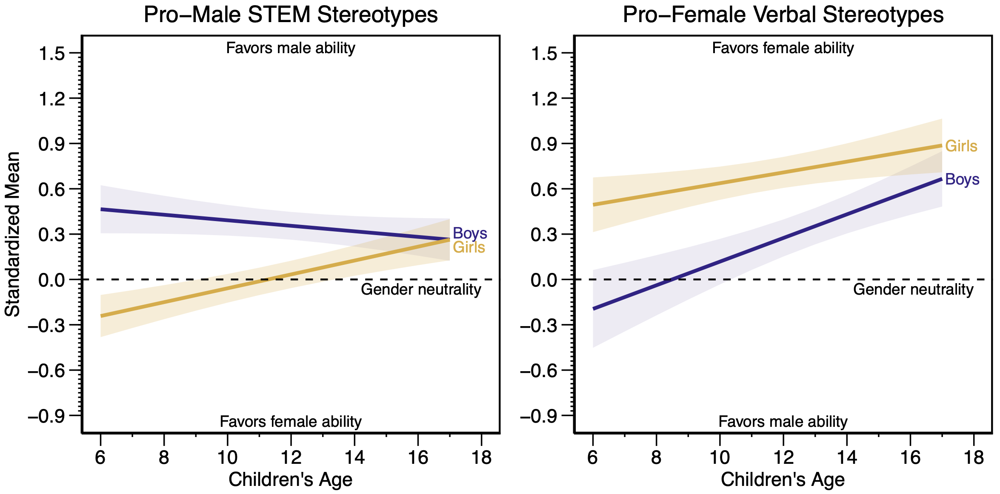 Pro–Male STEM Stereotypes
Favors male ability
1.5
1.2
0.9
0.6
0.3
0.0
–0.3
–0.6
–0.9
Standardized Mean
Boys
Girls
Gender neutrality
Favors female ability
6 8 10 12 14 16 18
Children's Age
Pro–Female Verbal Stereotypes
Favors female ability
1.5
1.2
0.9
0.6
0.3
0.0
–0.3
–0.6
–0.9
Girls
Boys
Gender neutrality
Favors male ability
6 8 10 12 14 16 18
Children's Age